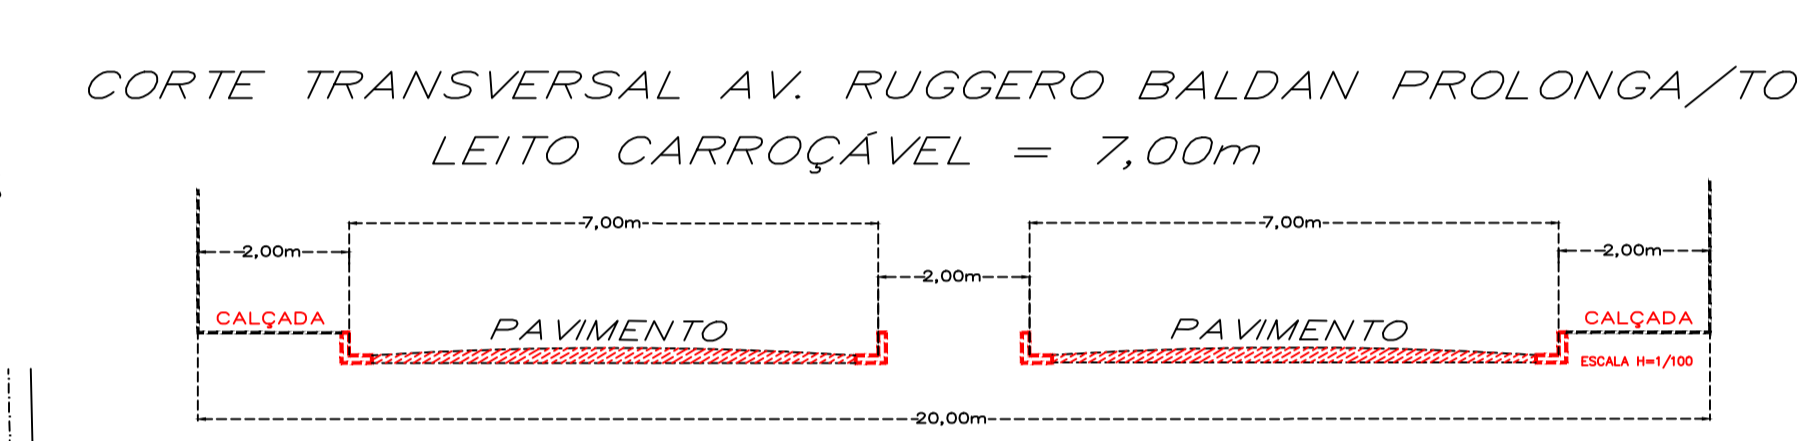 CORTE TRANSVERSAL AV. RUGGERO BALDAN PROLONGA/TO
LEITO CARROÇÁVEL = 7,00m
7,00m
7,00m
2,00m
2,00m
2,00m
CALÇADA
PAVIMENTO
PAVIMENTO
CALÇADA
ESCALA H=1/100
20,00m